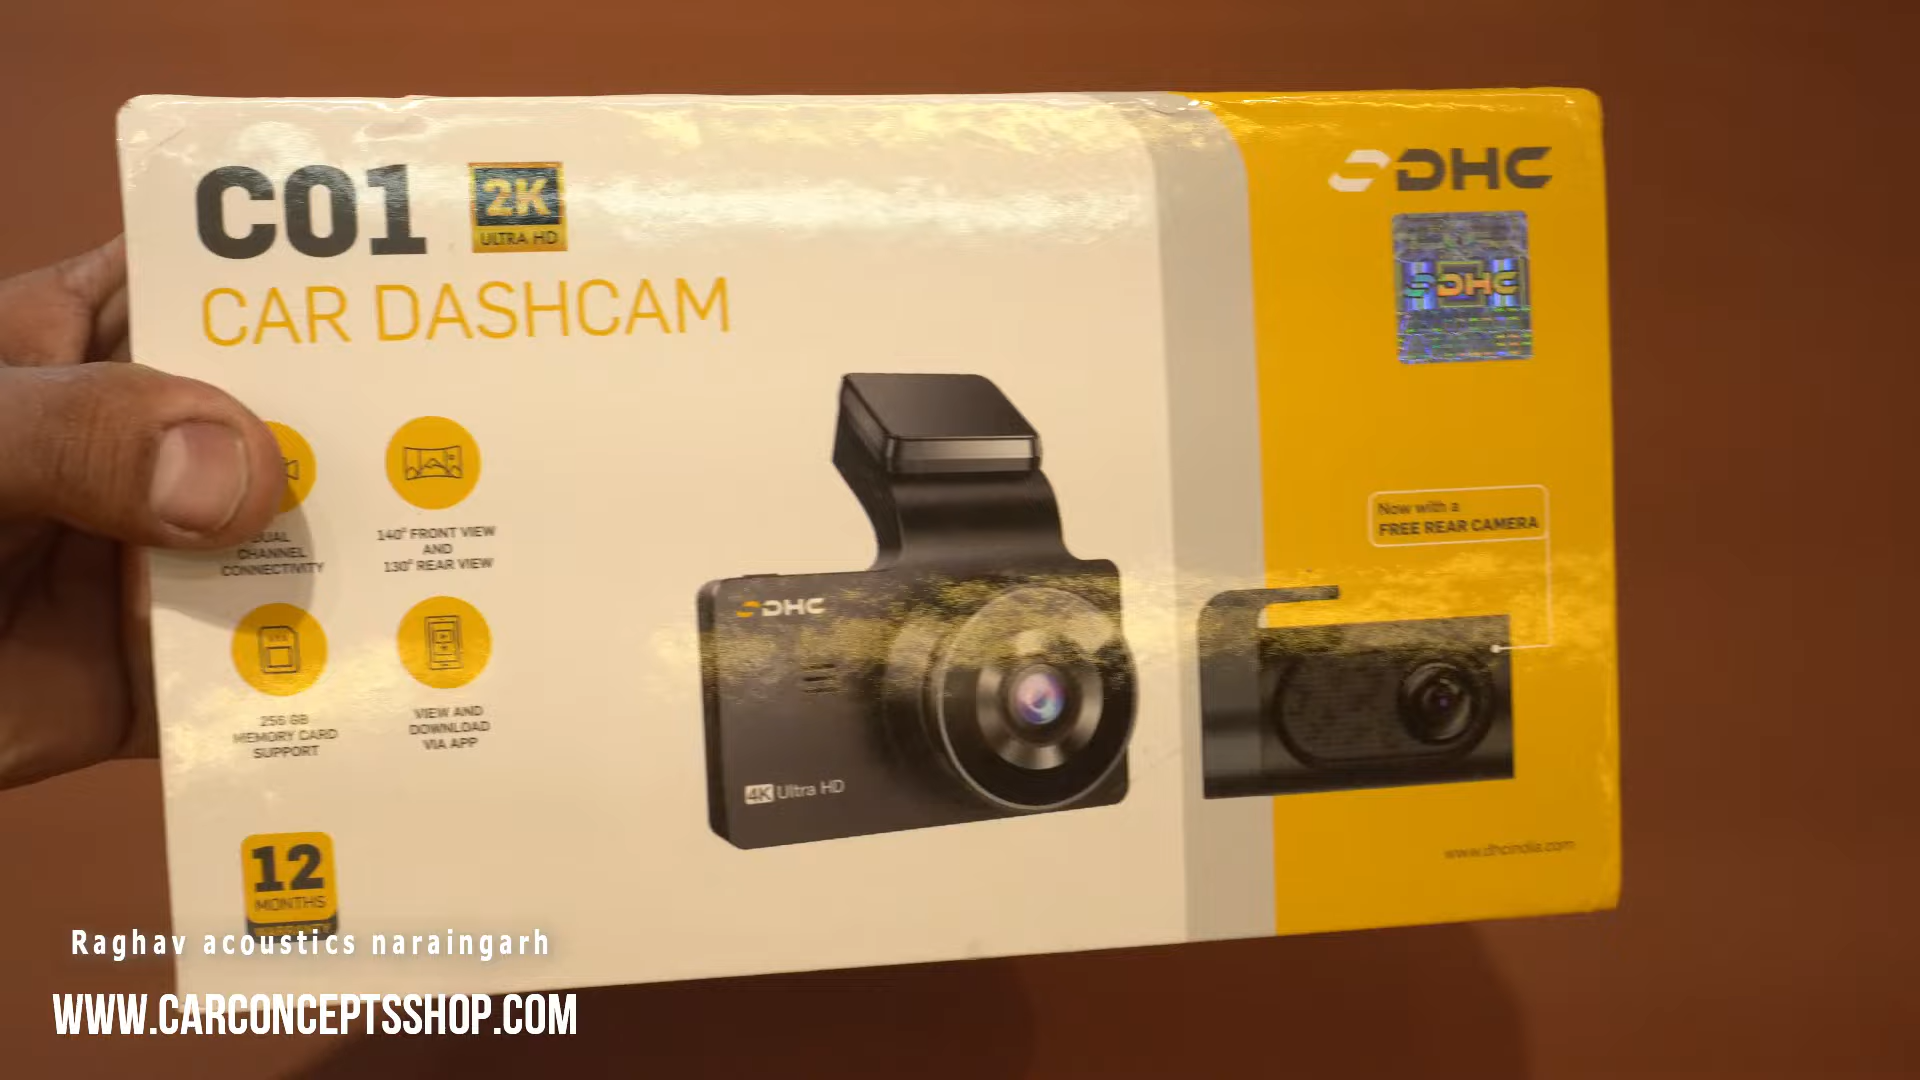 C01
2K
ULTRA HD
CAR DASHCAM
DHC
DHC
DUAL
CHANNEL
CONNECTIVITY
140° FRONT VIEW
AND
130° REAR VIEW
256 GB
MEMORY CARD
SUPPORT
VIEW AND
DOWNLOAD
VIA APP
DHC
4K Ultra HD
Now with a
FREE REAR CAMERA
www.dhcindia.com
12
MONTHS
WARRANTY
Raghav acoustics naraingarh
WWW.CARCONCEPTSSHOP.COM